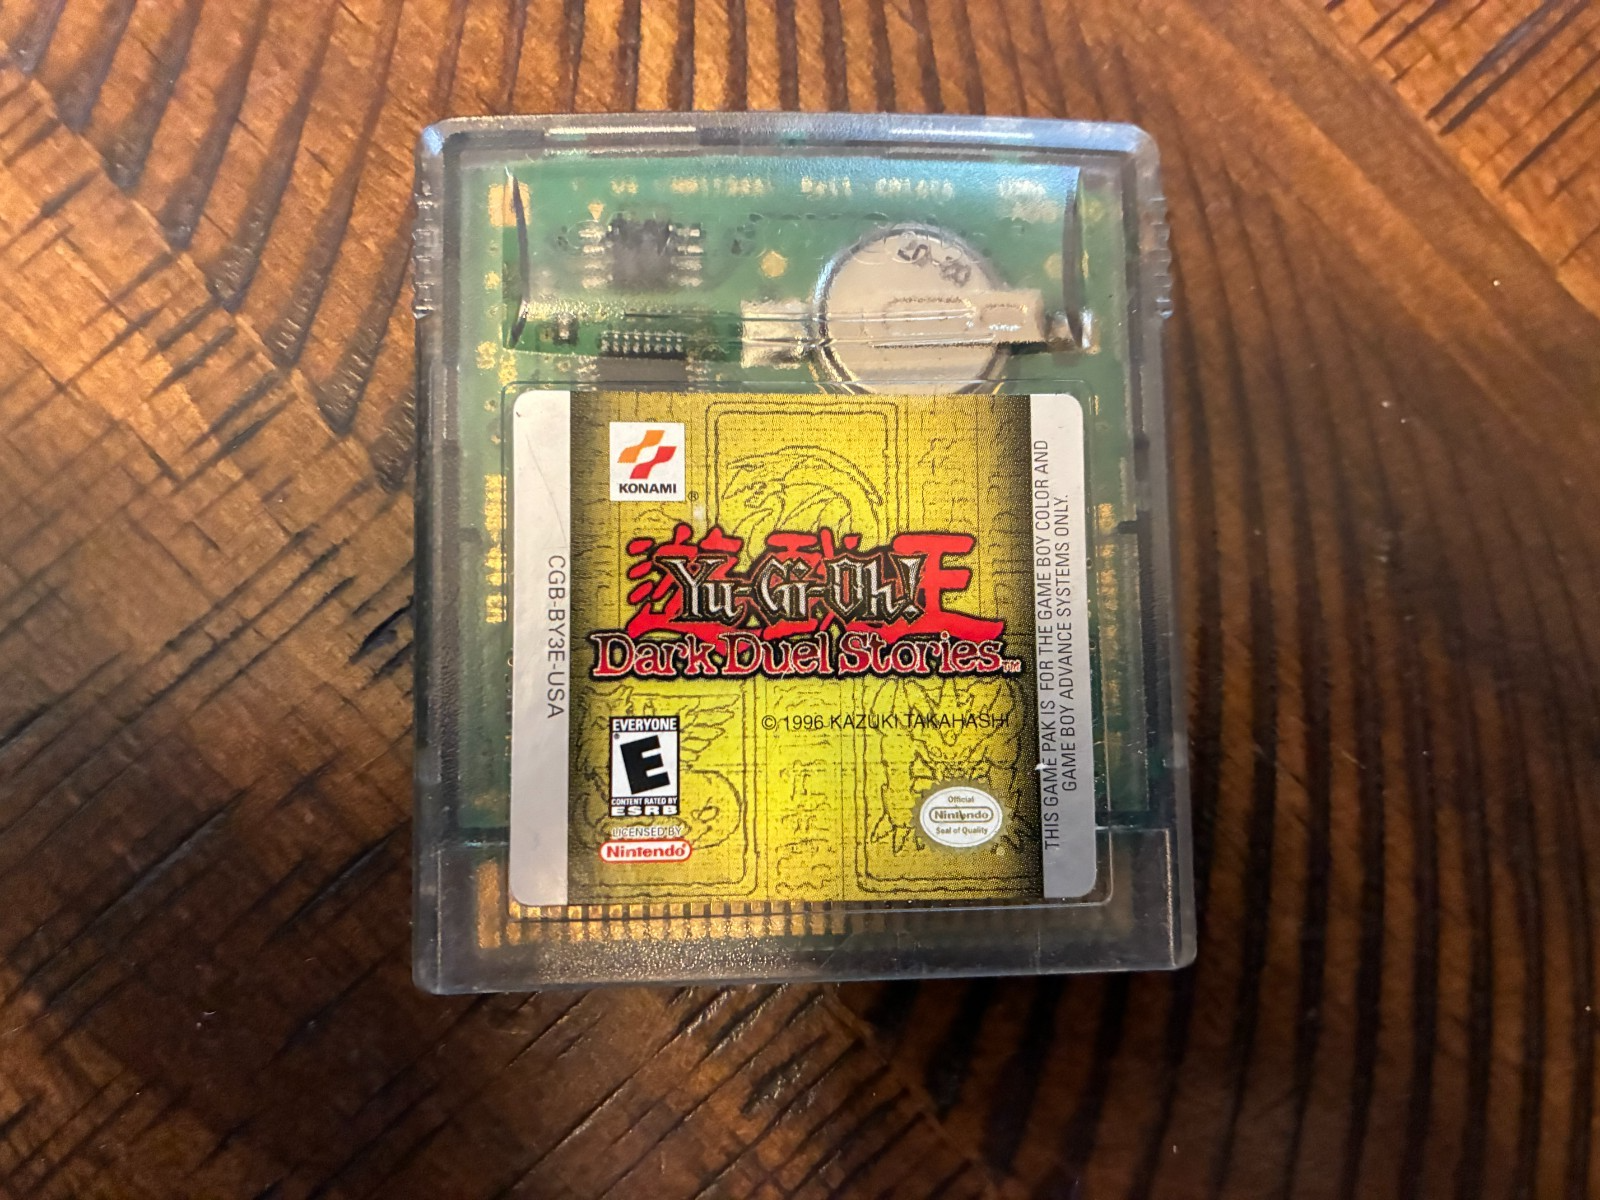 KONAMI
®
遊戯王
Yu-Gi-Oh!
Dark Duel Stories™
© 1996 KAZUKI TAKAHASHI
EVERYONE
E
®
CONTENT RATED BY
ESRB
LICENSED BY
Nintendo
Official
Nintendo
Seal of Quality
CGB-BY3E-USA
THIS GAME PAK IS FOR THE GAME BOY COLOR AND
GAME BOY ADVANCE SYSTEMS ONLY.